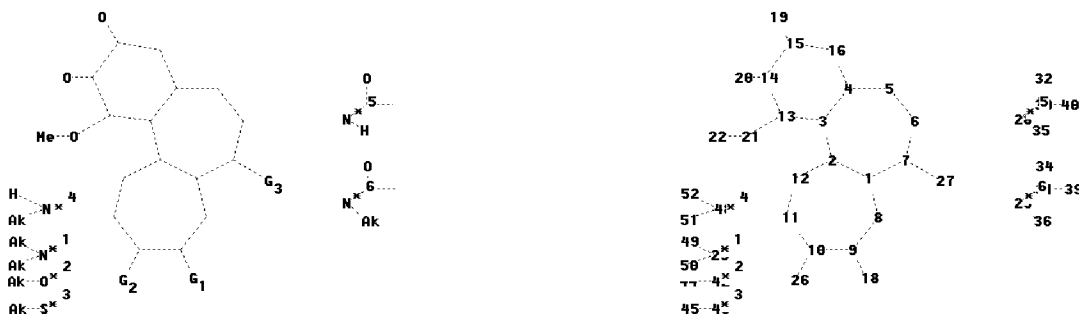 O 19
15 16
O O 20 14 32
5 4 5 40
N* 13 3 6 35
H
Me O 22 21
O 2 7 34
G3 12 1 27
H 6 52 39
N* 4 N* 4
Ak Ak 51 11 8 36
Ak N* 1 49 1
Ak 50 10 9
Ak O* 2 G2 G1 2 26 18
Ak S* 3 45 3